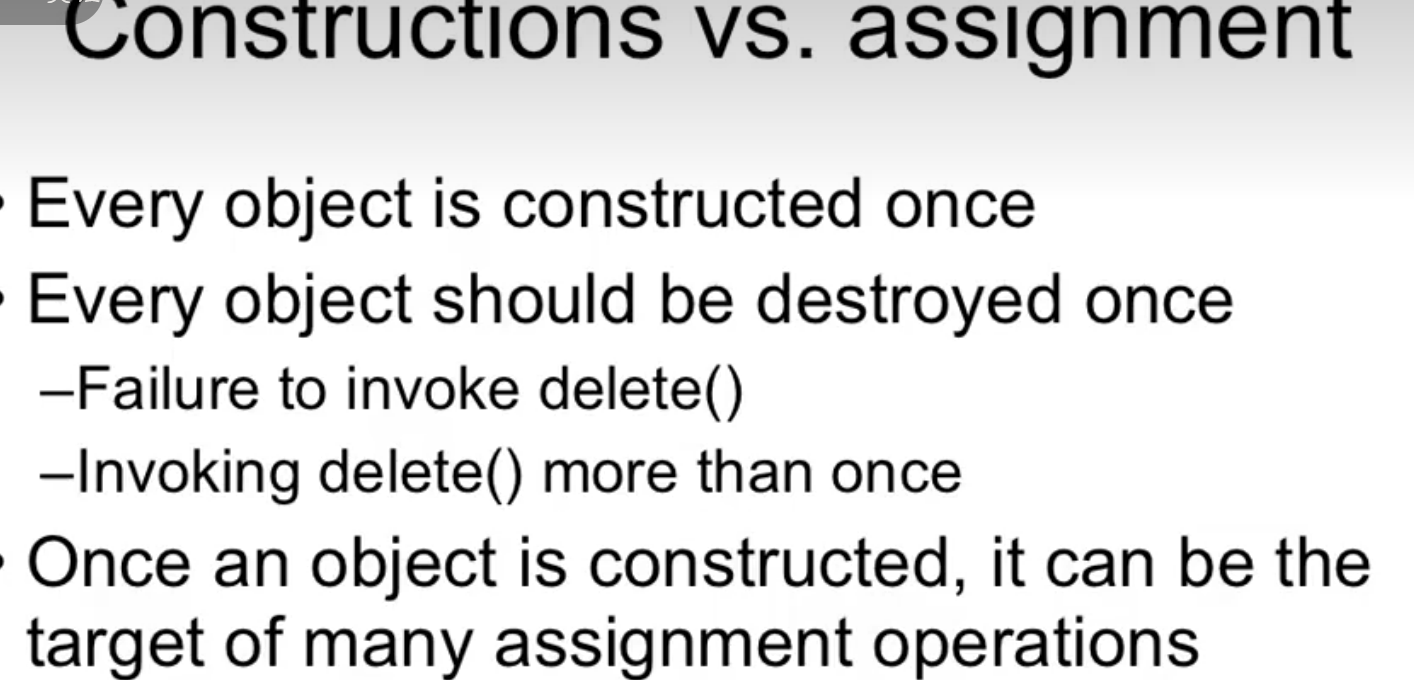 Constructions vs. assignment
• Every object is constructed once
• Every object should be destroyed once
–Failure to invoke delete()
–Invoking delete() more than once
• Once an object is constructed, it can be the
target of many assignment operations